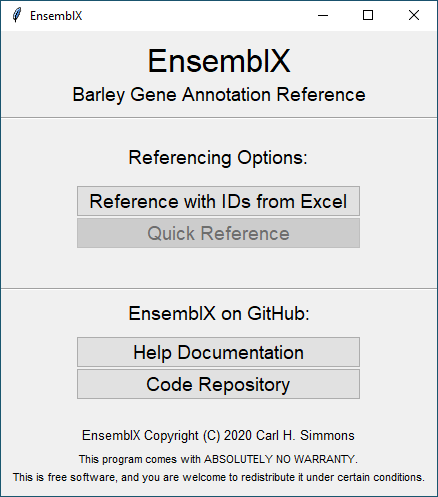 EnsemblX
EnsemblX
Barley Gene Annotation Reference
Referencing Options:
Reference with IDs from Excel
Quick Reference
EnsemblX on GitHub:
Help Documentation
Code Repository
EnsemblX Copyright (C) 2020 Carl H. Simmons
This program comes with ABSOLUTELY NO WARRANTY.
This is free software, and you are welcome to redistribute it under certain conditions.